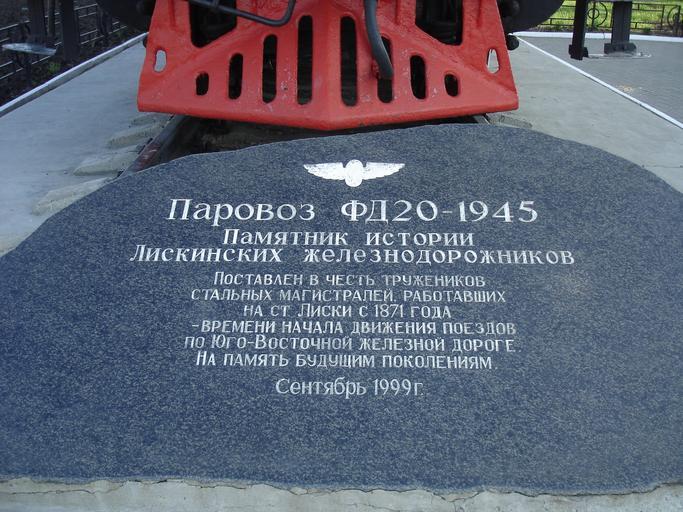 Паровоз ФД20-1945
Памятник истории
Лискинских железнодорожников
Поставлен в честь тружеников
стальных магистралей, работавших
на ст. Лиски с 1871 года
-времени начала движения поездов
по Юго-Восточной железной дороге.
На память будущим поколениям.
Сентябрь 1999г.